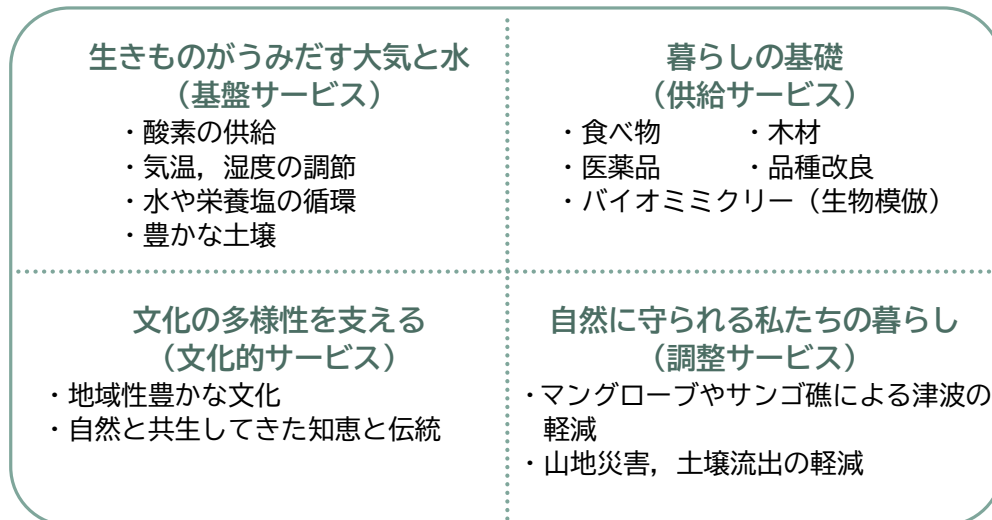 生きものがうみだす大気と水
（基盤サービス）
・酸素の供給
・気温，湿度の調節
・水や栄養塩の循環
・豊かな土壌
暮らしの基礎
（供給サービス）
・食べ物 ・木材
・医薬品 ・品種改良
・バイオミミクリー（生物模倣）
文化の多様性を支える
（文化的サービス）
・地域性豊かな文化
・自然と共生してきた知恵と伝統
自然に守られる私たちの暮らし
（調整サービス）
・マングローブやサンゴ礁による津波の
軽減
・山地災害，土壌流出の軽減